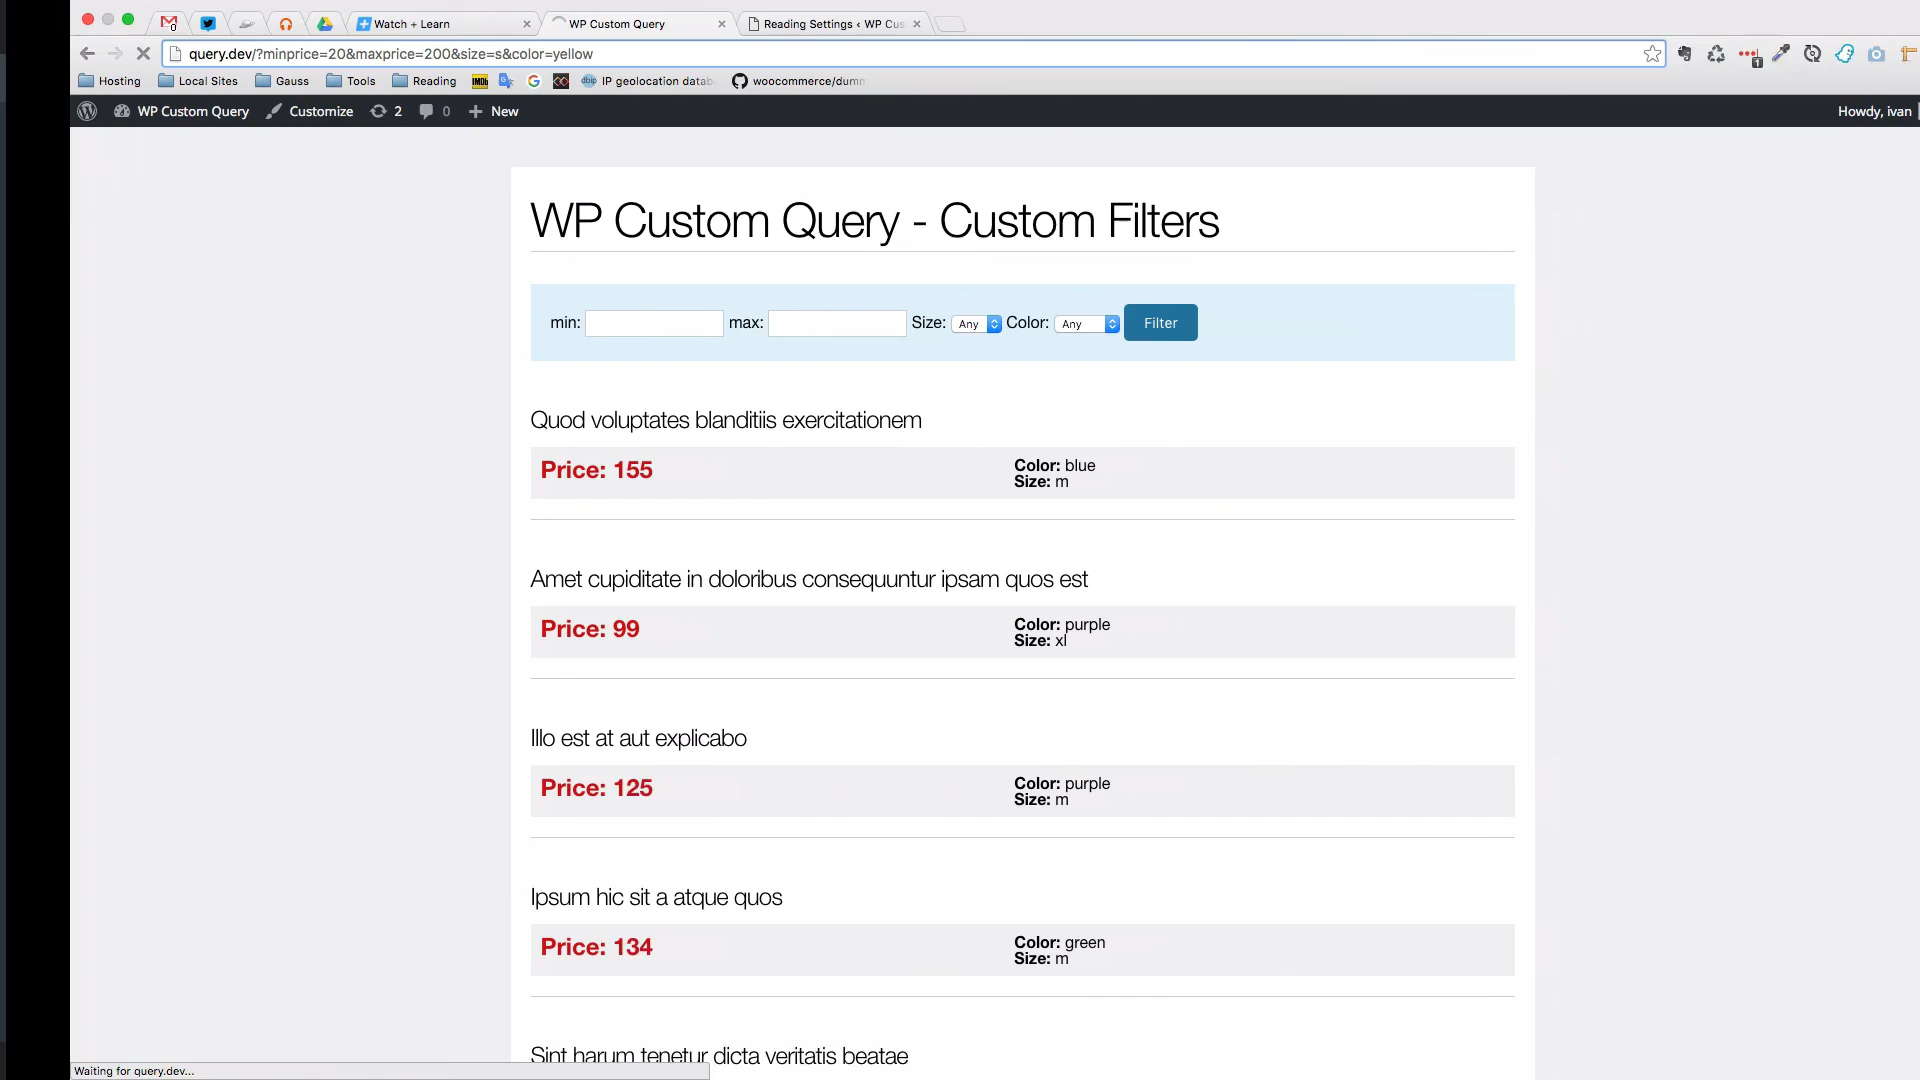 Watch + Learn
WP Custom Query
Reading Settings ‹ WP Cus
query.dev/?minprice=20&maxprice=200&size=s&color=yellow
1
Hosting
Local Sites
Gauss
Tools
Reading
IMDb
IP geolocation datab
woocommerce/dumm
WP Custom Query
Customize
2
0
New
Howdy, ivan
WP Custom Query - Custom Filters
min: max: Size: Any Color: Any Filter
Quod voluptates blanditiis exercitationem
Price: 155
Color: blue
Size: m
Amet cupiditate in doloribus consequuntur ipsam quos est
Price: 99
Color: purple
Size: xl
Illo est at aut explicabo
Price: 125
Color: purple
Size: m
Ipsum hic sit a atque quos
Price: 134
Color: green
Size: m
Sint harum tenetur dicta veritatis beatae
Waiting for query.dev...